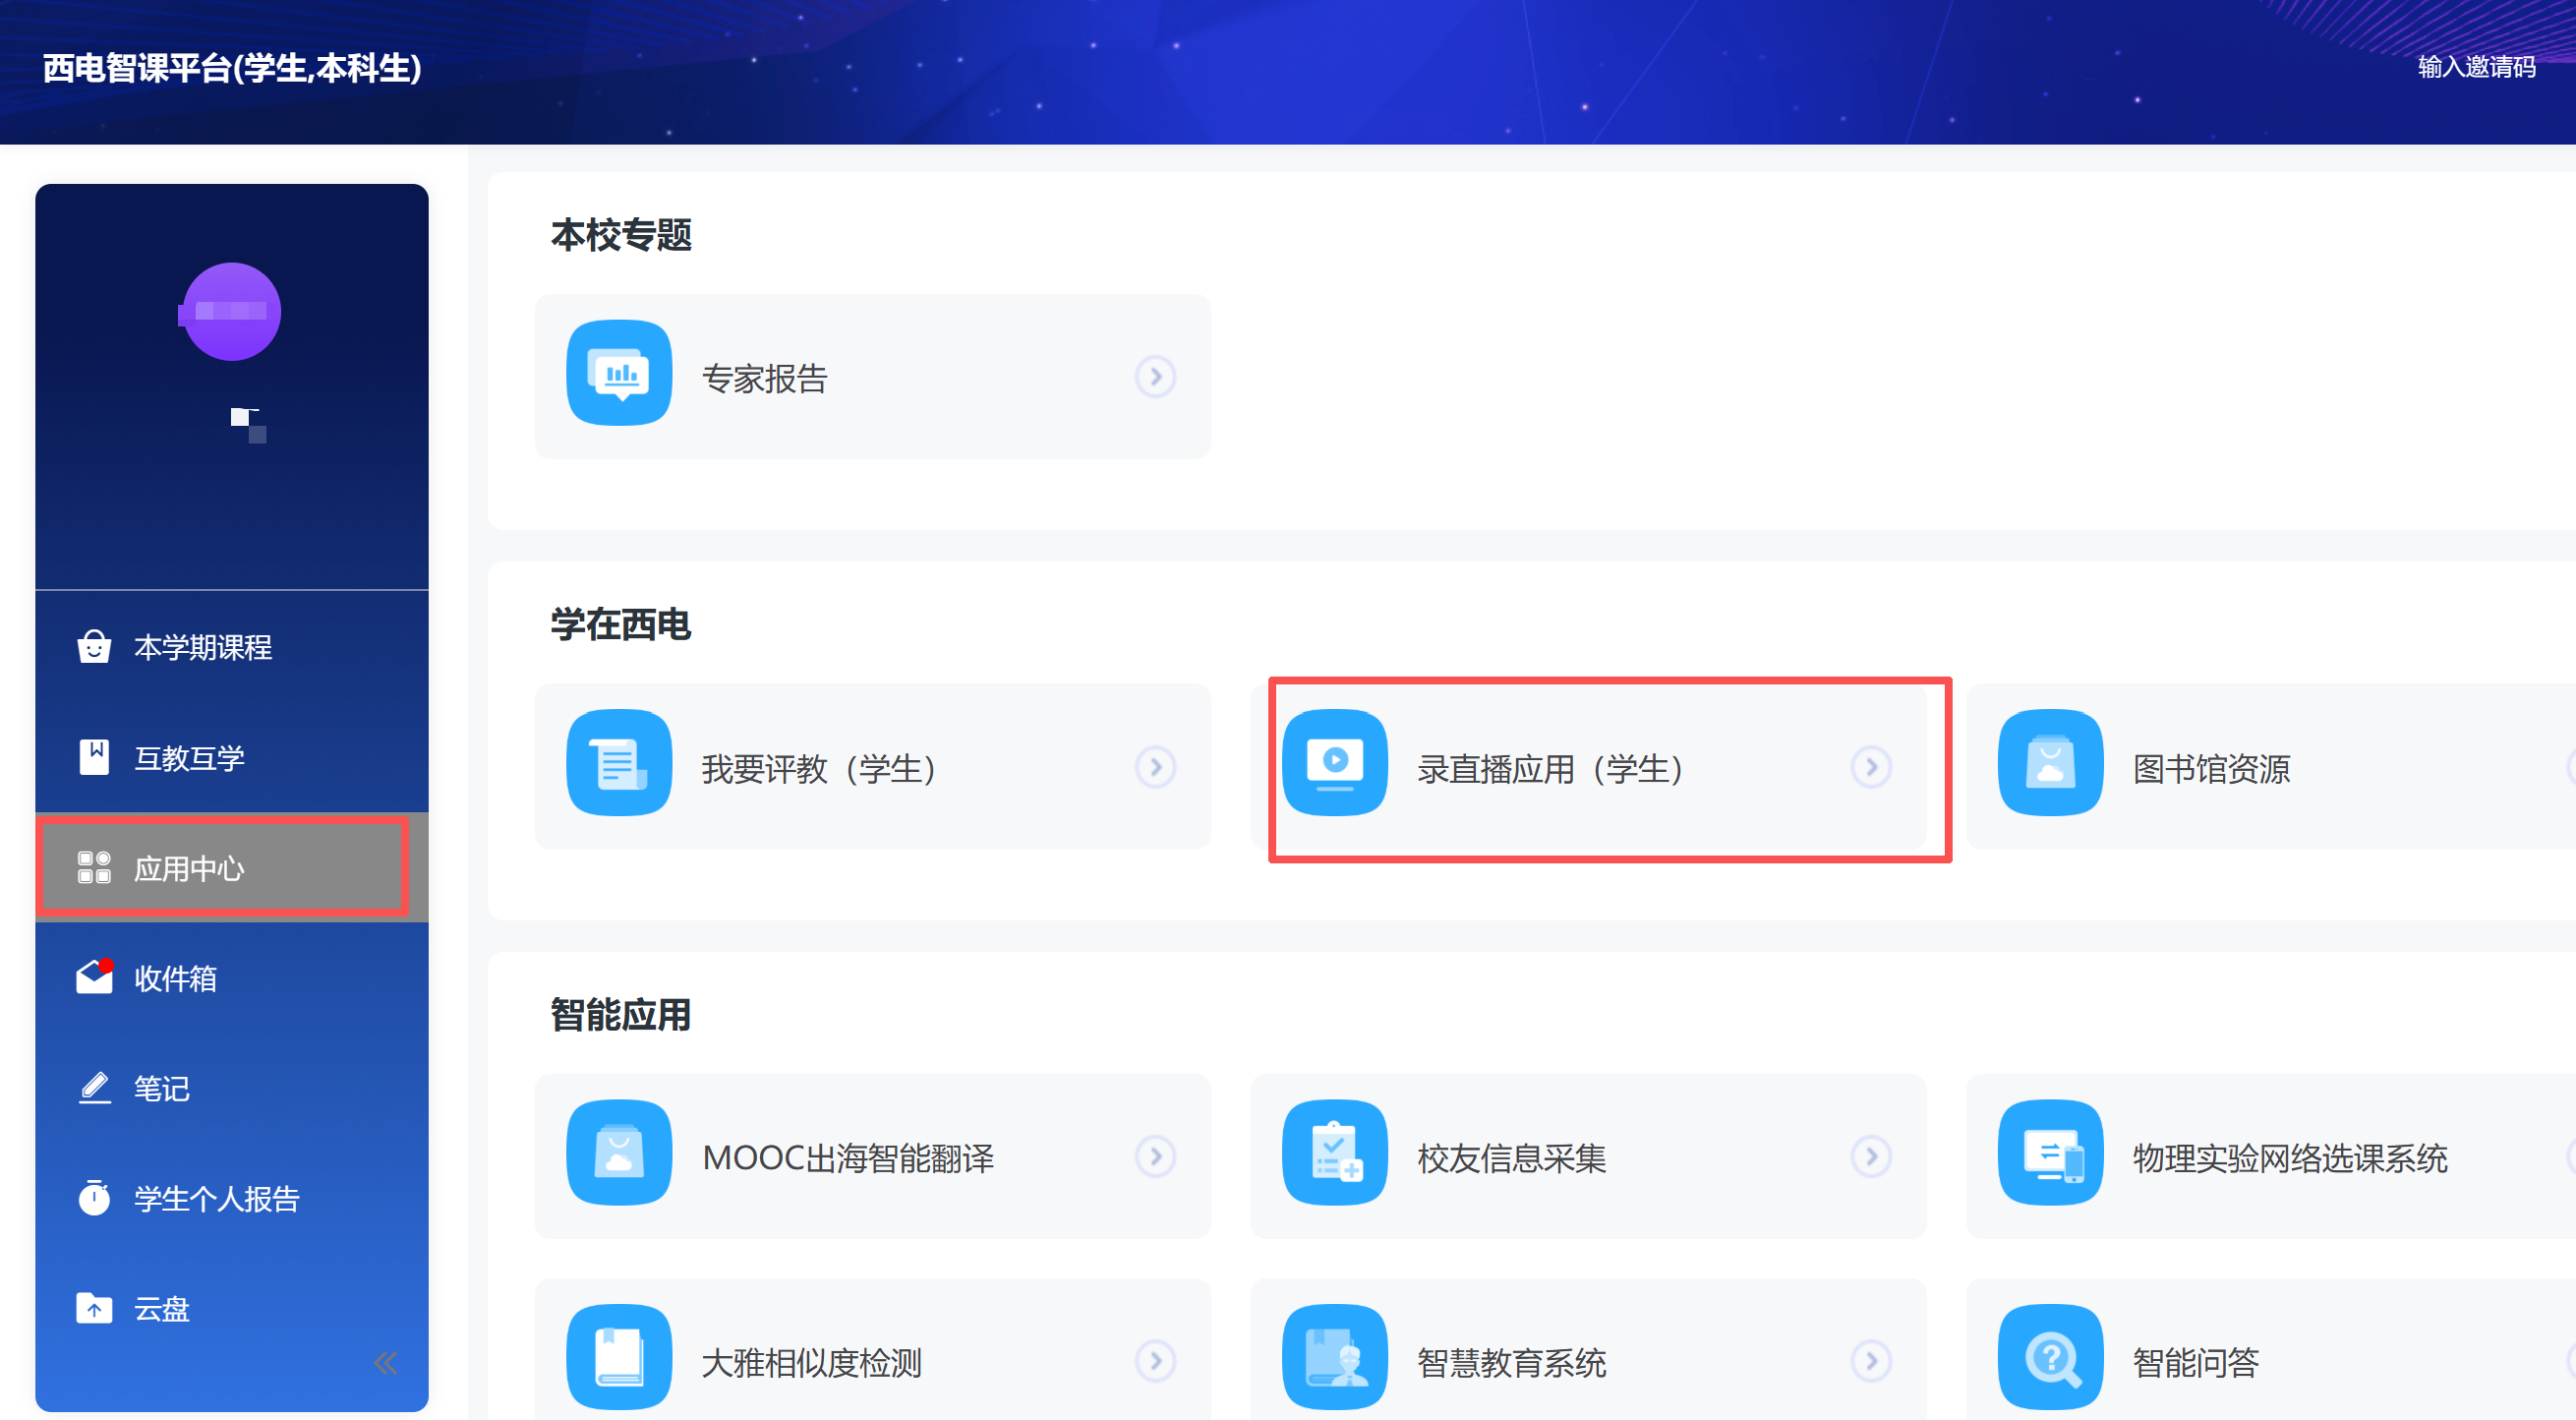 西电智课平台(学生,本科生)
输入邀请码
本学期课程
互教互学
应用中心
收件箱
笔记
学生个人报告
云盘
本校专题
专家报告
学在西电
我要评教（学生）
录直播应用（学生）
图书馆资源
智能应用
MOOC出海智能翻译
校友信息采集
物理实验网络选课系统
大雅相似度检测
智慧教育系统
智能问答